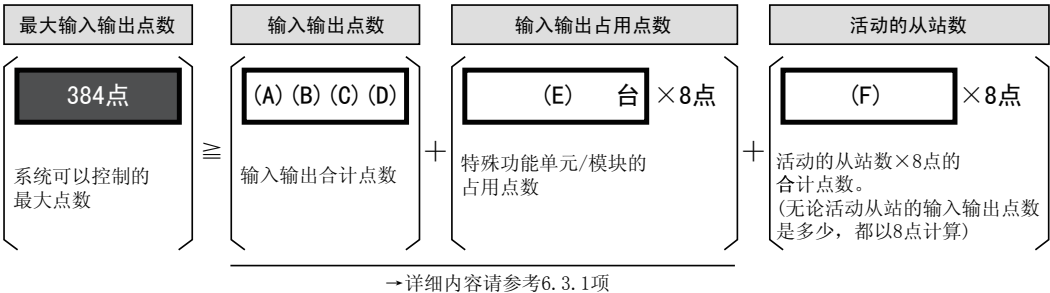 最大输入输出点数
输入输出点数
输入输出占用点数
活动的从站数
384点
≧
(A)(B)(C)(D)
+
(E) 台
×8点
+
(F)
×8点
系统可以控制的
最大点数
输入输出合计点数
特殊功能单元/模块的
占用点数
活动的从站数×8点的
合计点数。
(无论活动从站的输入输出点数
是多少，都以8点计算)
→详细内容请参考6.3.1项